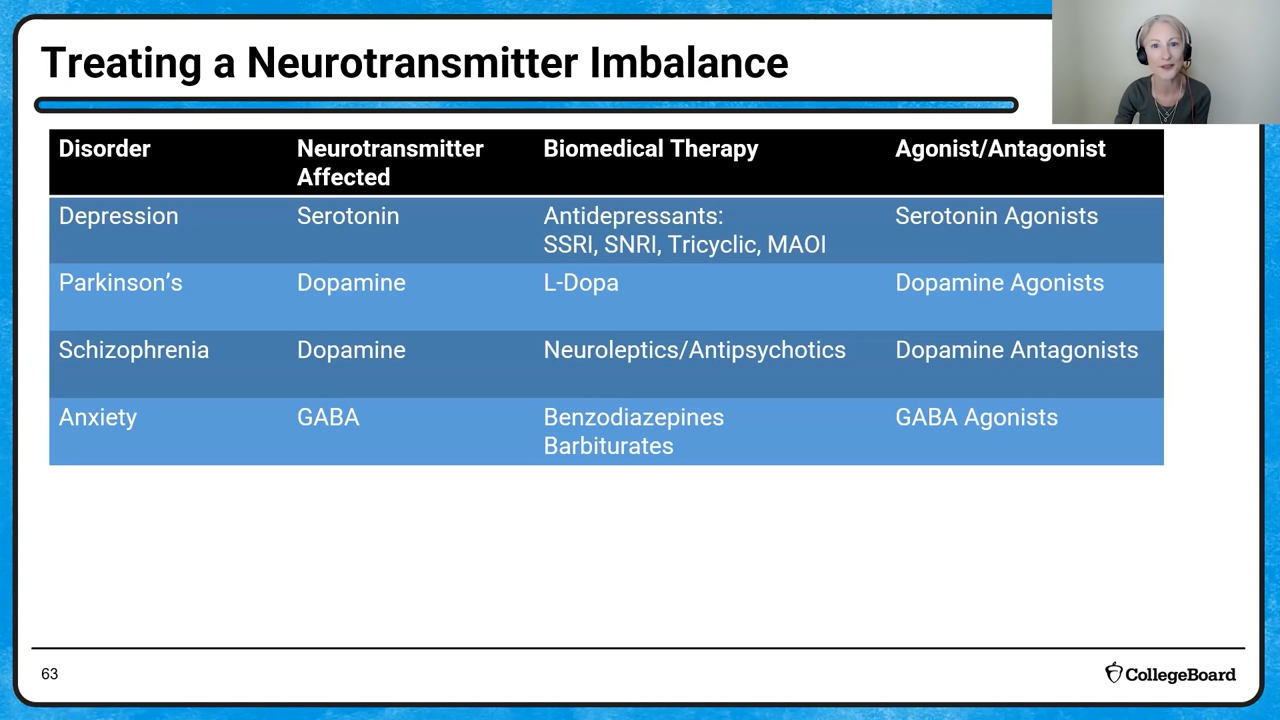 Treating a Neurotransmitter Imbalance
Disorder
Neurotransmitter
Affected
Biomedical Therapy
Agonist/Antagonist
Depression
Serotonin
Antidepressants:
SSRI, SNRI, Tricyclic, MAOI
Serotonin Agonists
Parkinson’s
Dopamine
L-Dopa
Dopamine Agonists
Schizophrenia
Dopamine
Neuroleptics/Antipsychotics
Dopamine Antagonists
Anxiety
GABA
Benzodiazepines
Barbiturates
GABA Agonists
63
CollegeBoard